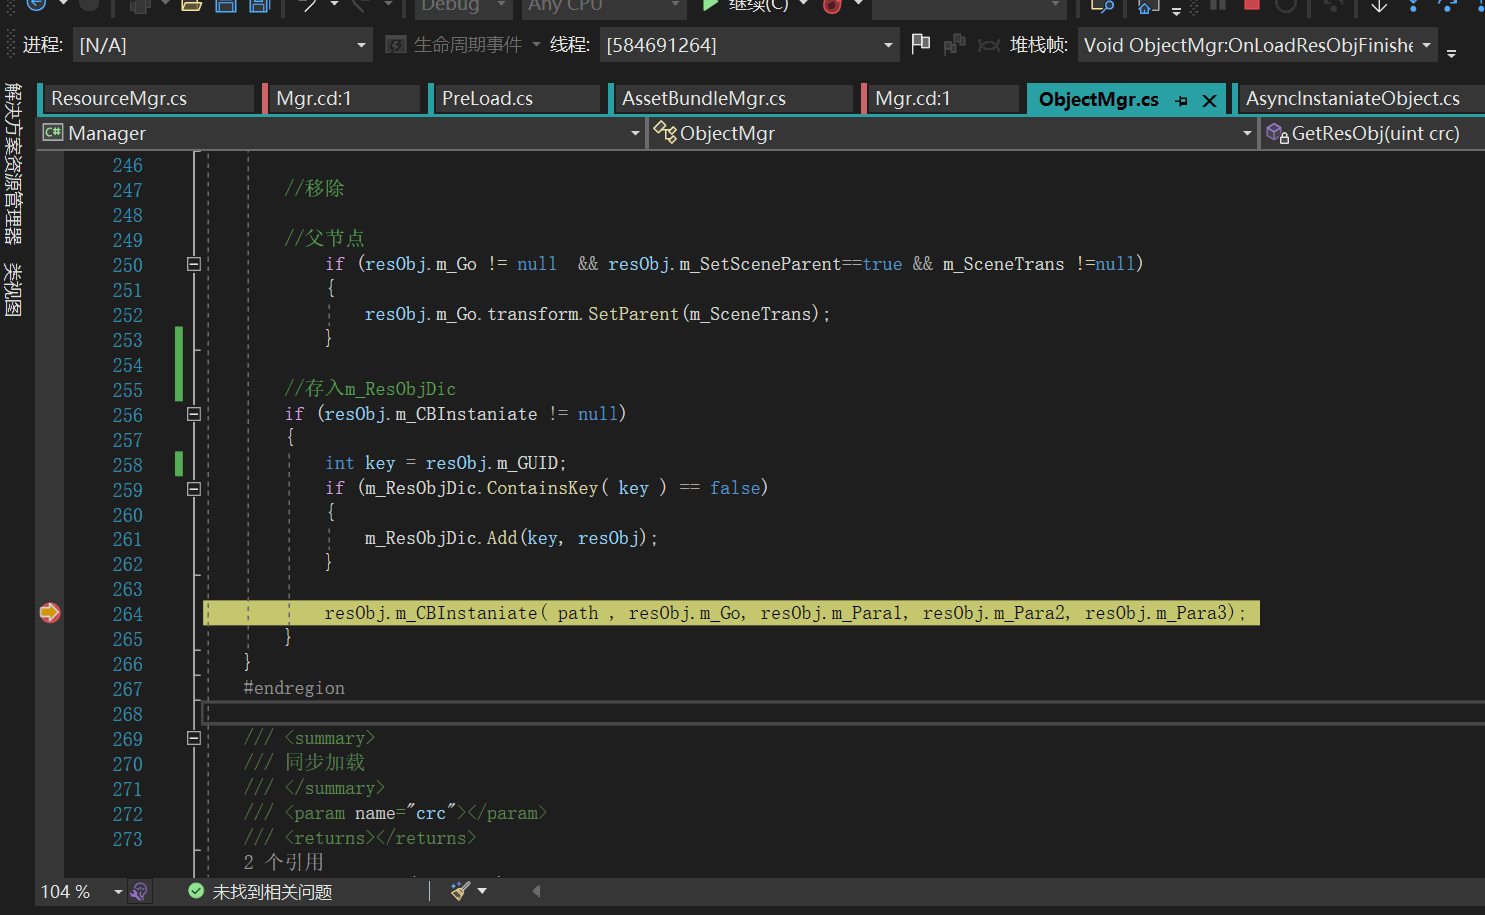 Debug Any CPU 继续(C)
进程: [N/A] 生命周期事件 线程: [584691264] 堆栈帧: Void ObjectMgr:OnLoadResObjFinishe
解决方案资源管理器 类视图
ResourceMgr.cs Mgr.cd:1 PreLoad.cs AssetBundleMgr.cs Mgr.cd:1 ObjectMgr.cs AsyncInstaniateObject.cs
C# Manager ObjectMgr GetResObj(uint crc)
246
247 //移除
248
249 //父节点
250 if (resObj.m_Go != null && resObj.m_SetSceneParent==true && m_SceneTrans !=null)
251 {
252 resObj.m_Go.transform.SetParent(m_SceneTrans);
253 }
254
255 //存入m_ResObjDic
256 if (resObj.m_CBInstaniate != null)
257 {
258 int key = resObj.m_GUID;
259 if (m_ResObjDic.ContainsKey( key ) == false)
260 {
261 m_ResObjDic.Add(key, resObj);
262 }
263
264 resObj.m_CBInstaniate( path , resObj.m_Go, resObj.m_Para1, resObj.m_Para2, resObj.m_Para3);
265 }
266 }
267 #endregion
268
269 /// <summary>
270 /// 同步加载
271 /// </summary>
272 /// <param name="crc"></param>
273 /// <returns></returns>
2 个引用
104 % 未找到相关问题